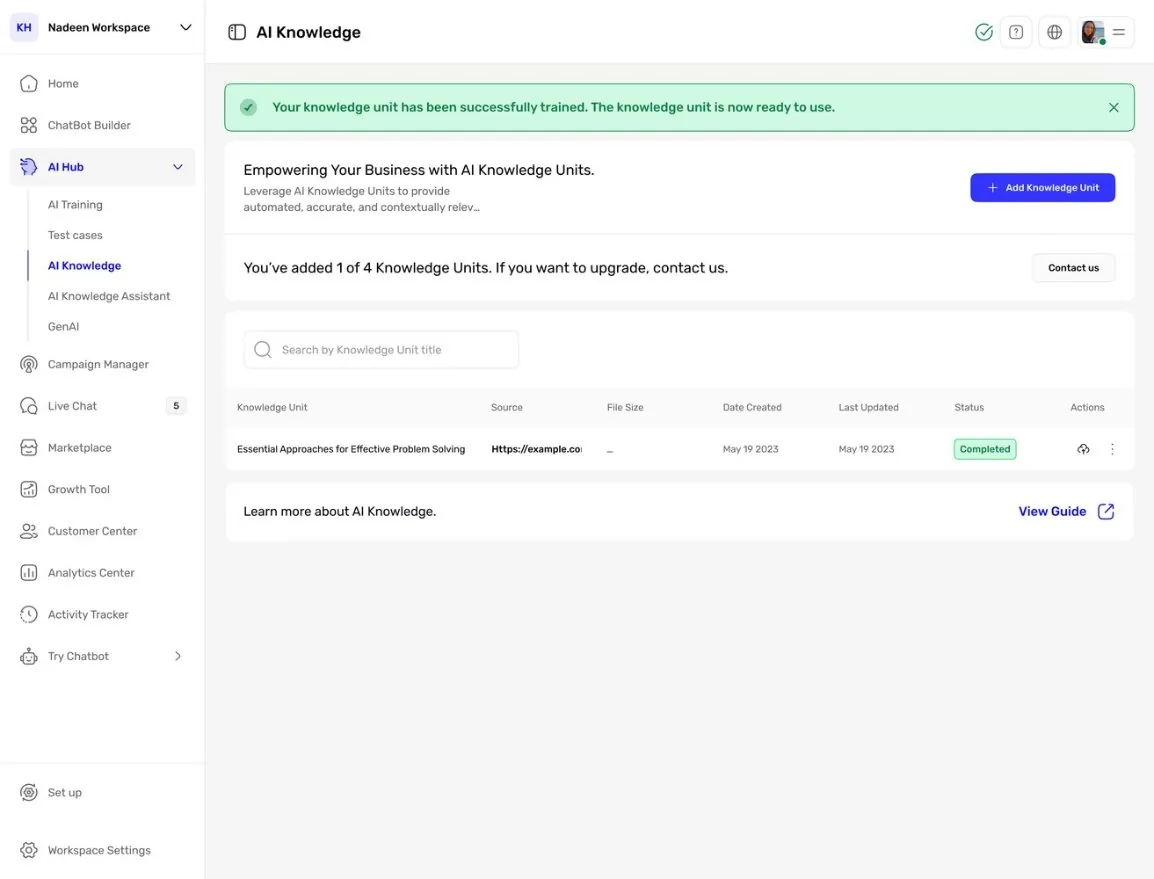 KH Nadeen Workspace
Home
ChatBot Builder
AI Hub
AI Training
Test cases
AI Knowledge
AI Knowledge Assistant
GenAI
Campaign Manager
Live Chat 5
Marketplace
Growth Tool
Customer Center
Analytics Center
Activity Tracker
Try Chatbot
Set up
Workspace Settings
AI Knowledge
Your knowledge unit has been successfully trained. The knowledge unit is now ready to use.
Empowering Your Business with AI Knowledge Units.
Leverage AI Knowledge Units to provide
automated, accurate, and contextually relev...
+ Add Knowledge Unit
You've added 1 of 4 Knowledge Units. If you want to upgrade, contact us.
Contact us
Search by Knowledge Unit title
Knowledge Unit Source File Size Date Created Last Updated Status Actions
Essential Approaches for Effective Problem Solving Https://example.co _ May 19 2023 May 19 2023 Completed
Learn more about AI Knowledge.
View Guide